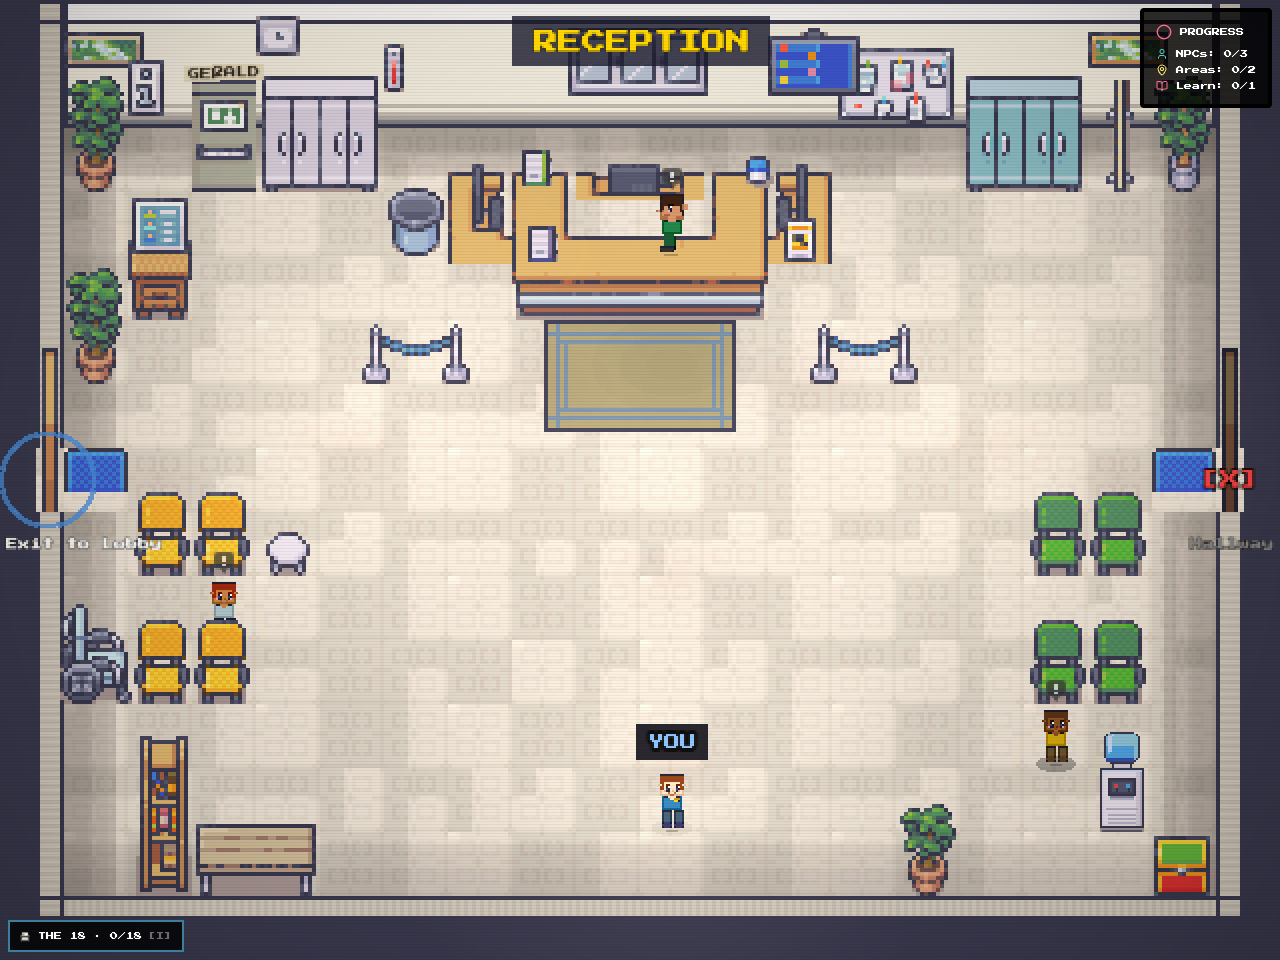 RECEPTION
PROGRESS
NPCs: 0/3
Areas: 0/2
Learn: 0/1
GERALD
[X]
Exit to Lobby
Hallway
YOU
THE 18 · 0/18 [I]